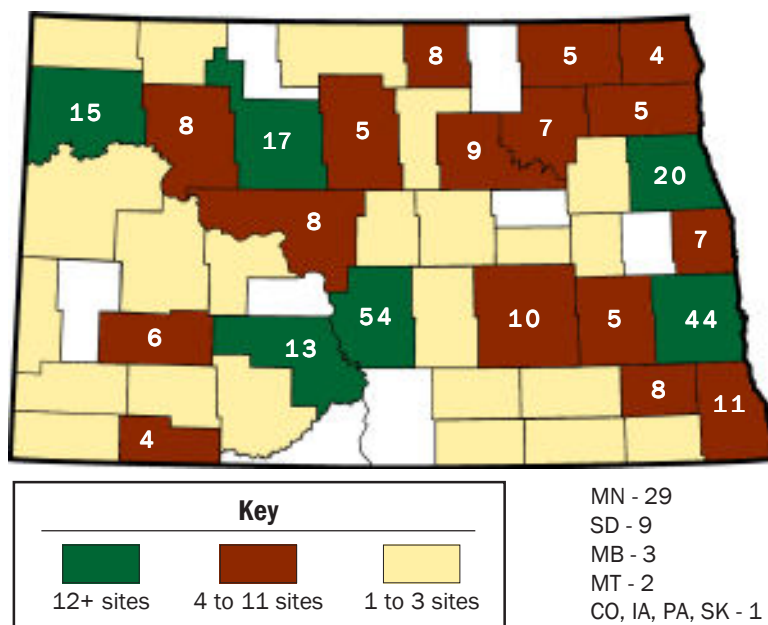 8
5
4
15
8
17
5
9
7
5
20
8
7
54
10
5
44
6
13
8
11
4
Key
12+ sites
4 to 11 sites
1 to 3 sites
MN - 29
SD - 9
MB - 3
MT - 2
CO, IA, PA, SK - 1